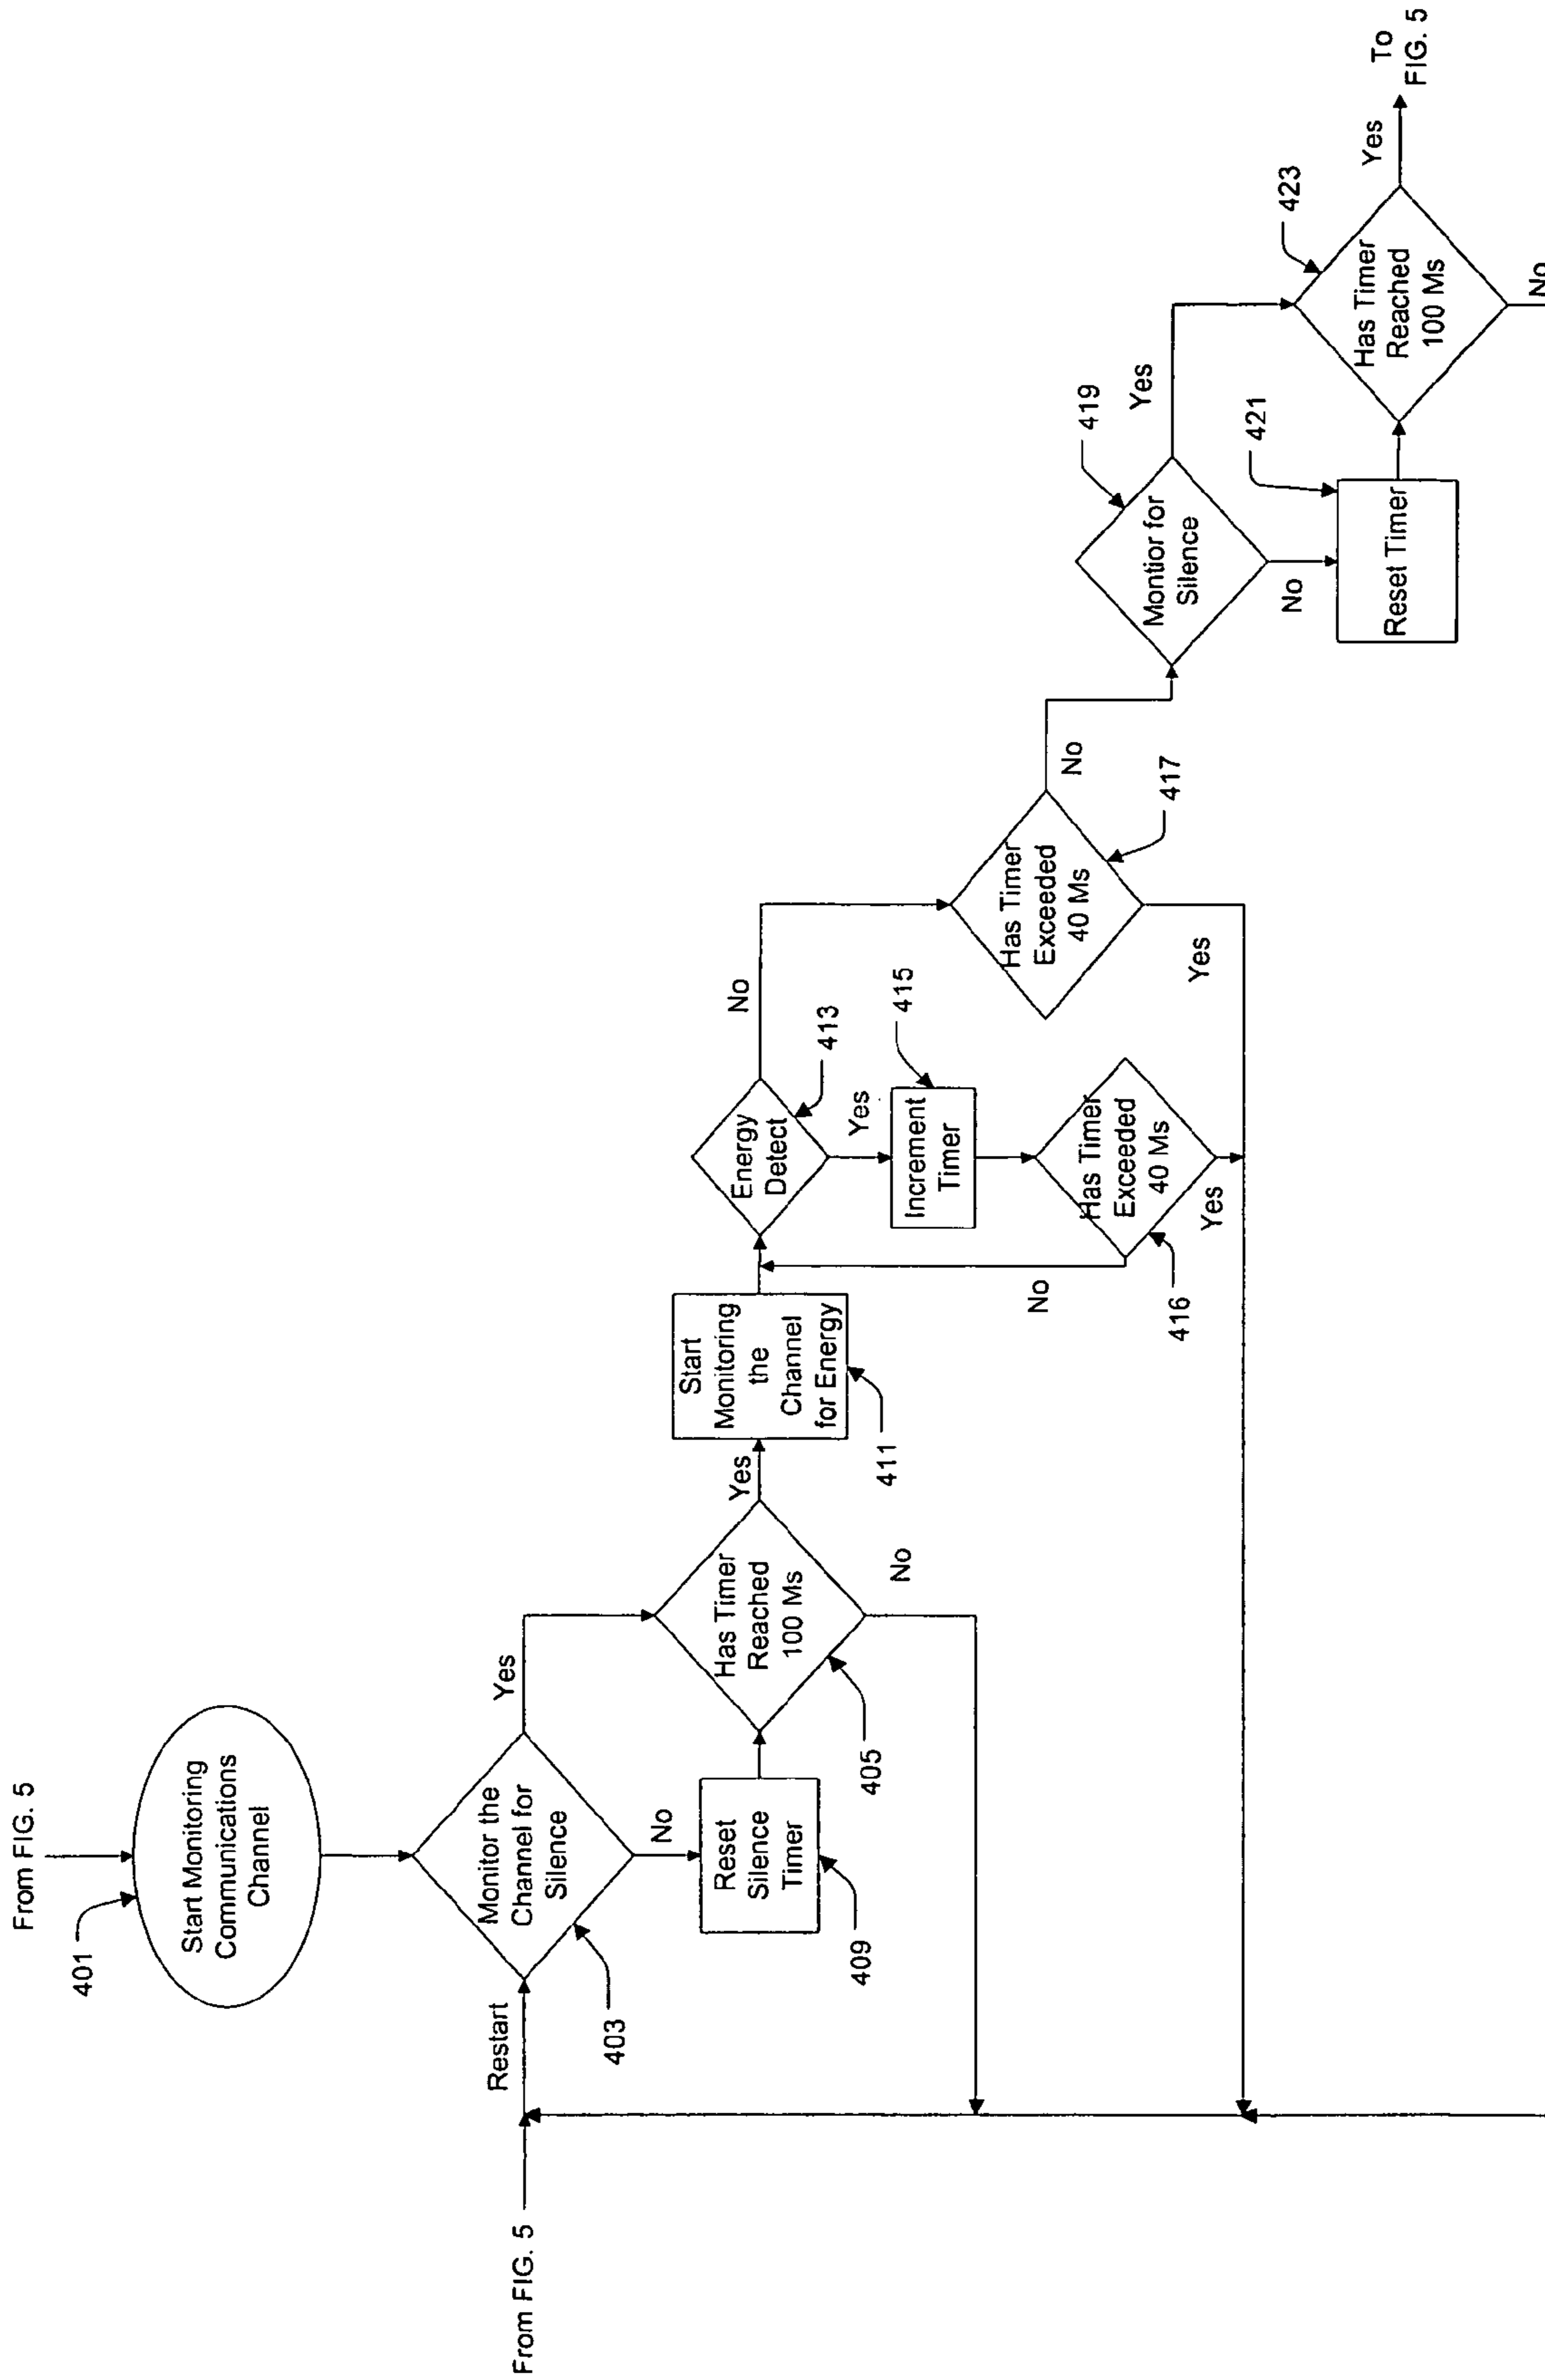 From FIG. 5
401
Start Monitoring
Communications
Channel
From FIG. 5
Restart
Monitor the
Channel for
Silence
403
Yes
No
Reset
Silence
Timer
409
Has Timer
Reached
100 Ms
405
Yes
No
Start
Monitoring
the
Channel
for Energy
411
Energy
Detect
413
No
Yes
Increment
Timer
415
Has Timer
Exceeded
40 Ms
416
No
Yes
Has Timer
Exceeded
40 Ms
417
No
Yes
Montior for
Silence
419
Yes
No
Reset Timer
421
Has Timer
Reached
100 Ms
423
Yes
No
To
FIG. 5